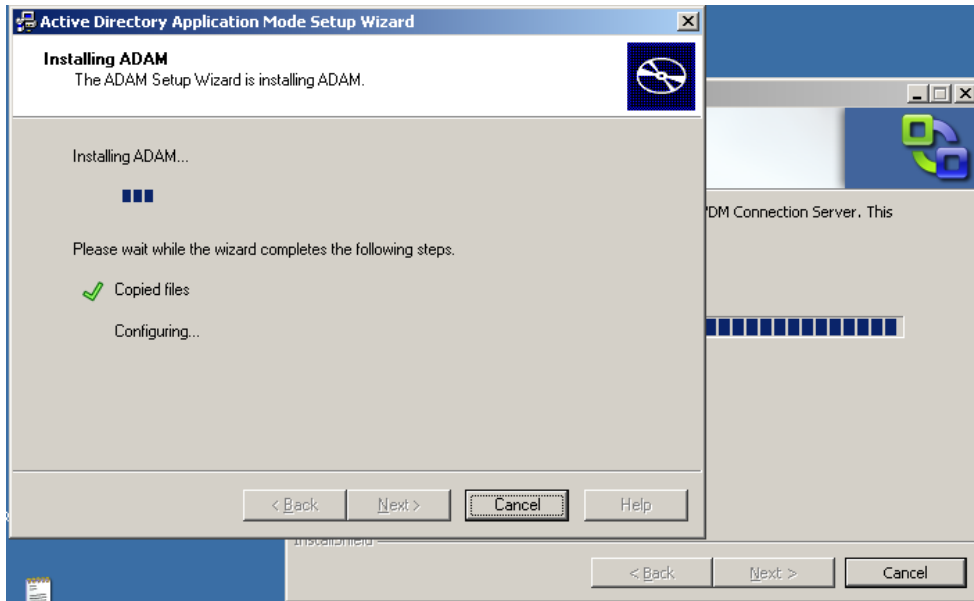 Active Directory Application Mode Setup Wizard
Installing ADAM
The ADAM Setup Wizard is installing ADAM.
Installing ADAM...
Please wait while the wizard completes the following steps.
Copied files
Configuring...
< Back
Next >
Cancel
Help
DM Connection Server. This
InstallShield
< Back
Next >
Cancel